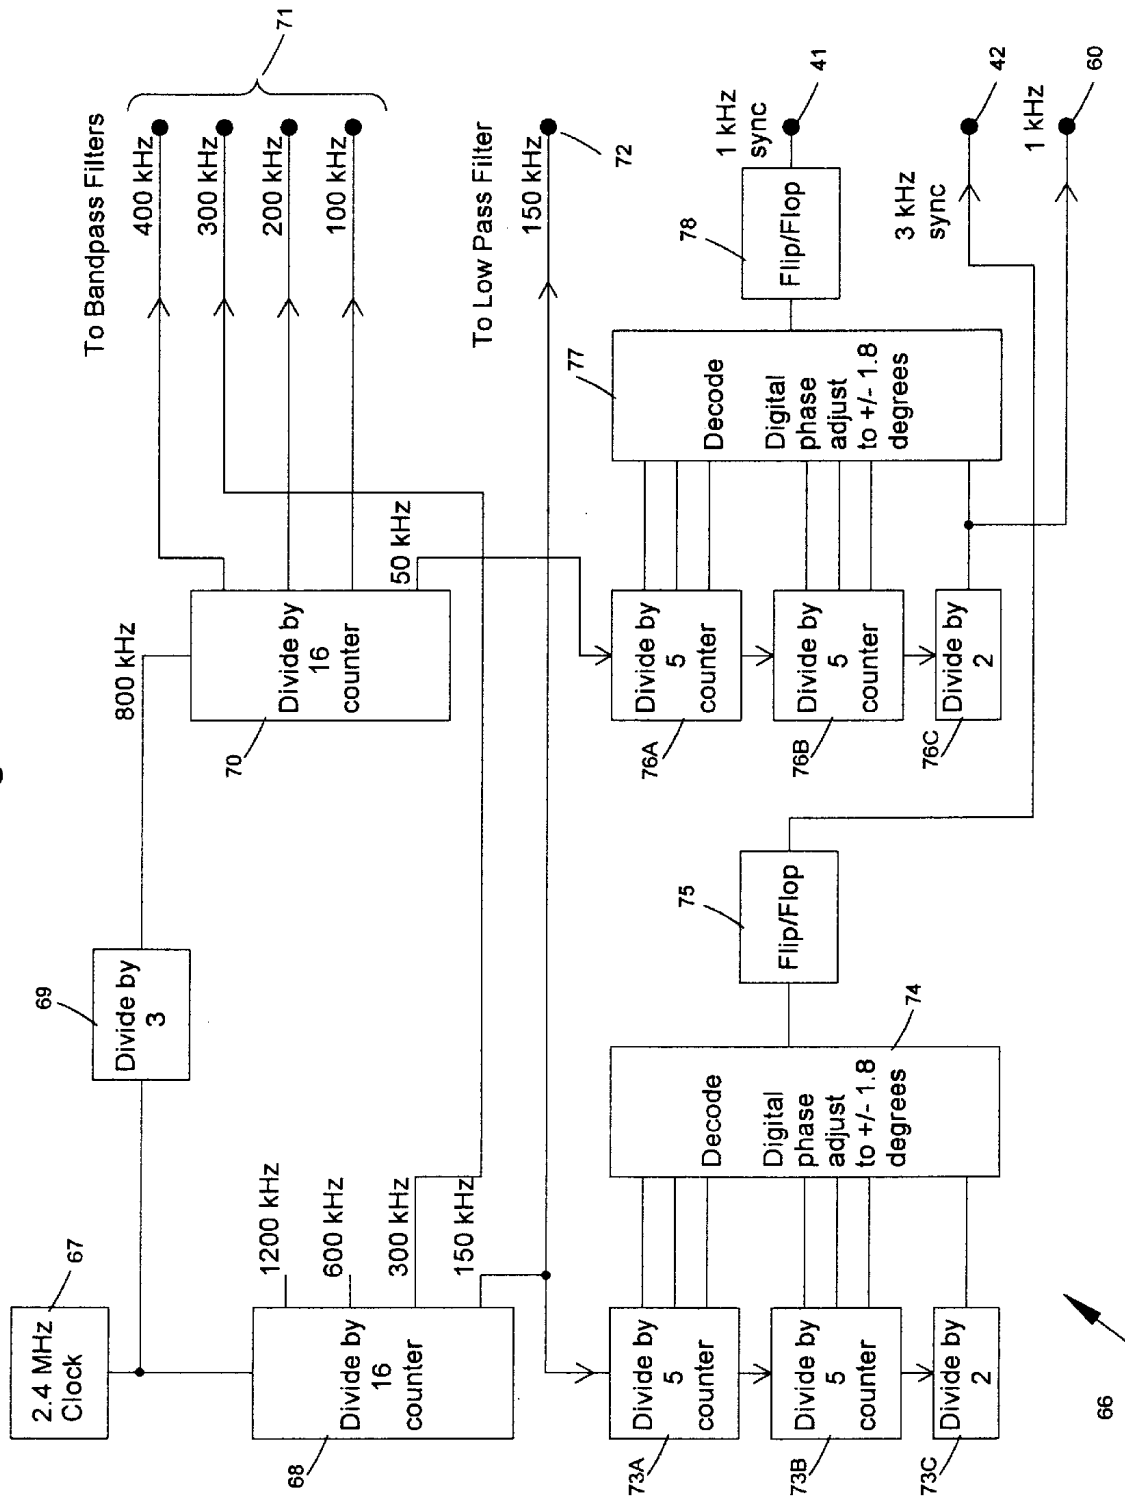 2.4 MHz
Clock
67
Divide by
3
69
800 kHz
Divide by
16
counter
70
50 kHz
To Bandpass Filters
400 kHz
300 kHz
200 kHz
100 kHz
71
Divide by
16
counter
68
1200 kHz
600 kHz
300 kHz
150 kHz
To Low Pass Filter
150 kHz
72
Divide by
5
counter
73A
Divide by
5
counter
73B
Divide by
2
73C
Decode
Digital
phase
adjust
to +/- 1.8
degrees
74
Flip/Flop
75
Divide by
5
counter
76A
Divide by
5
counter
76B
Divide by
2
76C
Decode
Digital
phase
adjust
to +/- 1.8
degrees
77
Flip/Flop
78
1 kHz
sync
41
3 kHz
sync
42
1 kHz
60
66